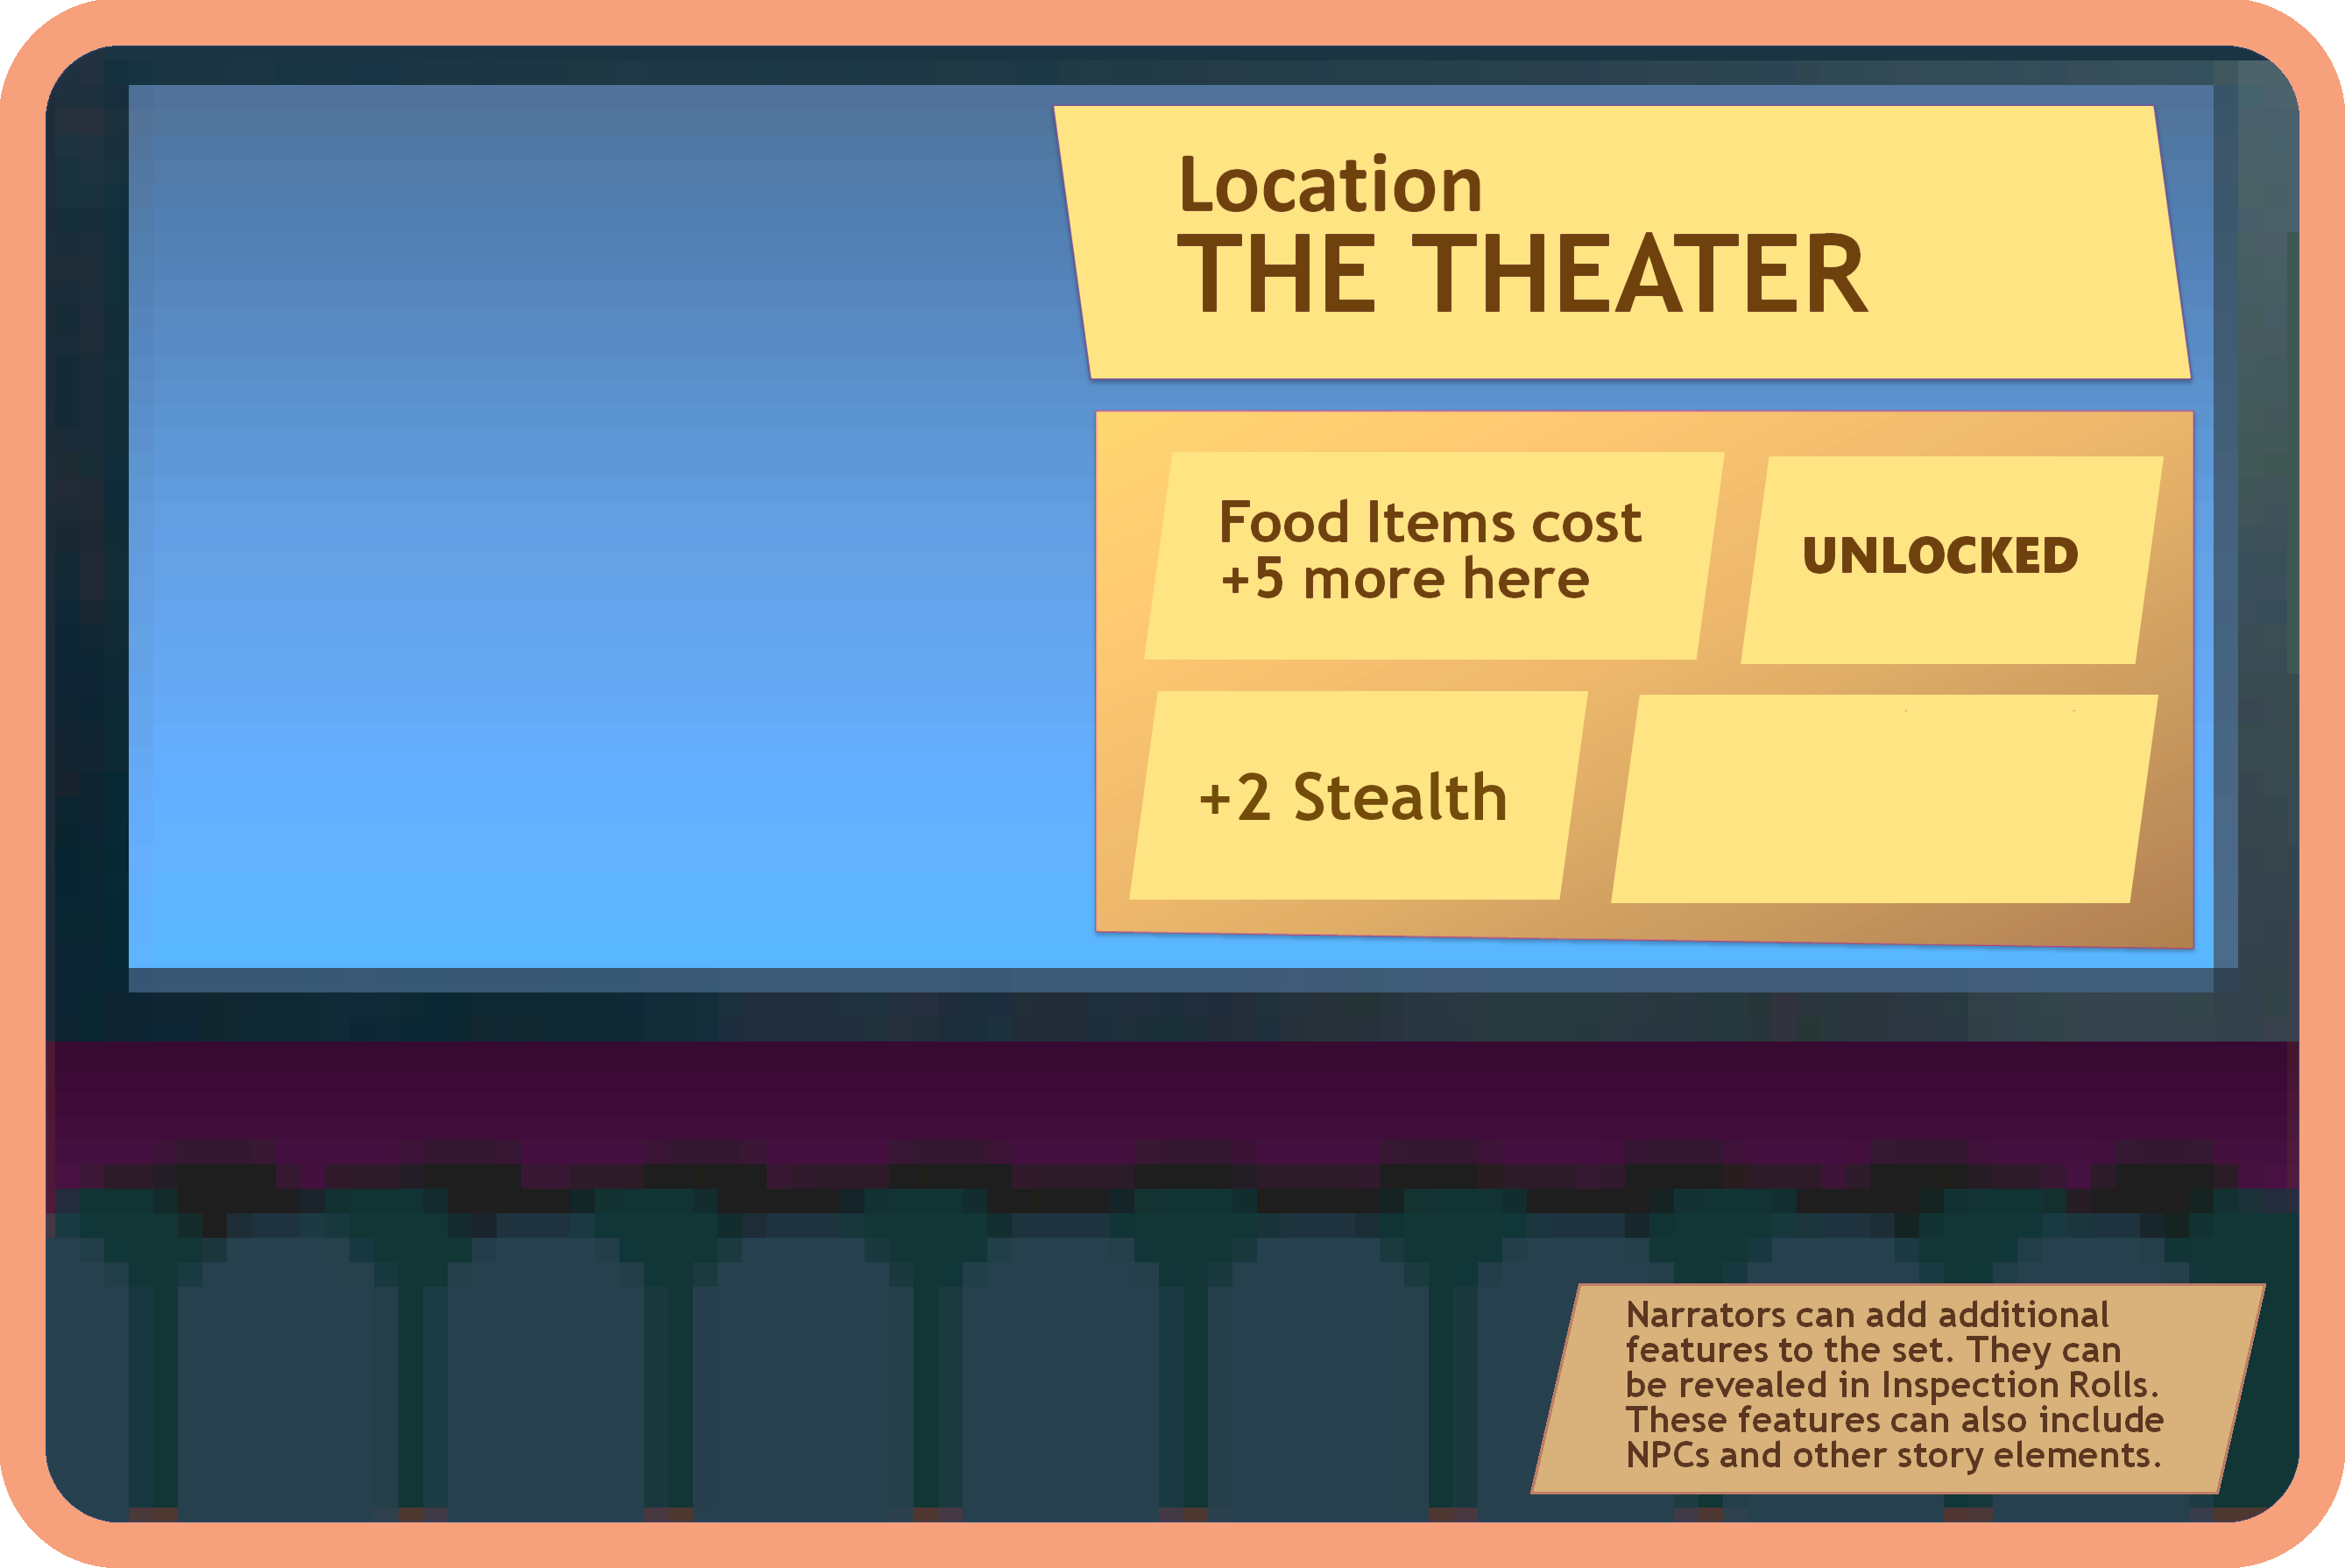 Location
THE THEATER
Food Items cost
+5 more here
UNLOCKED
+2 Stealth
Narrators can add additional
features to the set. They can
be revealed in Inspection Rolls.
These features can also include
NPCs and other story elements.